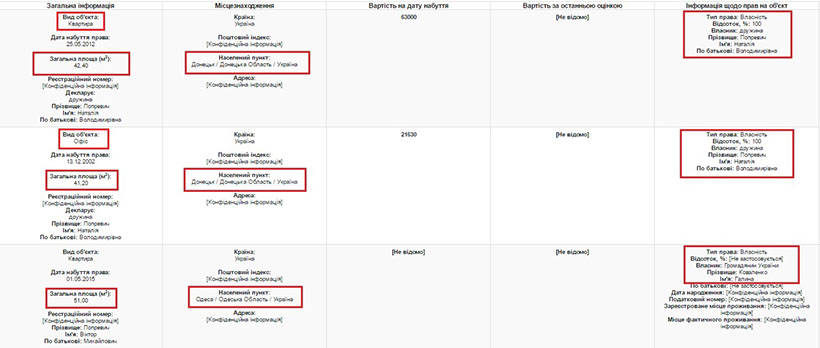 Загальна інформація
Місцезнаходження
Вартість на дату набуття
Вартість за останньою оцінкою
Інформація щодо прав на об'єкт
Вид об'єкта:
Квартира
Дата набуття права:
25.05.2012
Загальна площа (м²):
42,40
Реєстраційний номер:
[Конфіденційна інформація]
Декларує:
дружина
Прізвище: Попревич
Ім'я: Наталія
По батькові: Володимирівна
Країна:
Україна
Поштовий індекс:
[Конфіденційна інформація]
Населений пункт:
Донецьк / Донецька Область / Україна
Адреса:
[Конфіденційна інформація]
63000
[Не відомо]
Тип права: Власність
Відсоток, %: 100
Власник: дружина
Прізвище: Попревич
Ім'я: Наталія
По батькові: Володимирівна
Вид об'єкта:
Офіс
Дата набуття права:
13.12.2002
Загальна площа (м²):
41,20
Реєстраційний номер:
[Конфіденційна інформація]
Декларує:
дружина
Прізвище: Попревич
Ім'я: Наталія
По батькові: Володимирівна
Країна:
Україна
Поштовий індекс:
[Конфіденційна інформація]
Населений пункт:
Донецьк / Донецька Область / Україна
Адреса:
[Конфіденційна інформація]
21630
[Не відомо]
Тип права: Власність
Відсоток, %: 100
Власник: дружина
Прізвище: Попревич
Ім'я: Наталія
По батькові: Володимирівна
Вид об'єкта:
Квартира
Дата набуття права:
01.05.2015
Загальна площа (м²):
51,00
Реєстраційний номер:
[Конфіденційна інформація]
Прізвище: Попревич
Ім'я: Віктор
По батькові: Михайлович
Країна:
Україна
Поштовий індекс:
[Конфіденційна інформація]
Населений пункт:
Одеса / Одеська Область / Україна
Адреса:
[Конфіденційна інформація]
[Не відомо]
[Не відомо]
Тип права: Власність
Відсоток, %: [Не застосовується]
Власник: Громадянин України
Прізвище: Коваленко
Ім'я: Галина
По батькові: [Не застосовується]
Дата народження: [Конфіденційна інформація]
Податковий номер: [Конфіденційна інформація]
Зареєстроване місце проживання: [Конфіденційна
інформація]
Місце фактичного проживання: [Конфіденційна
інформація]